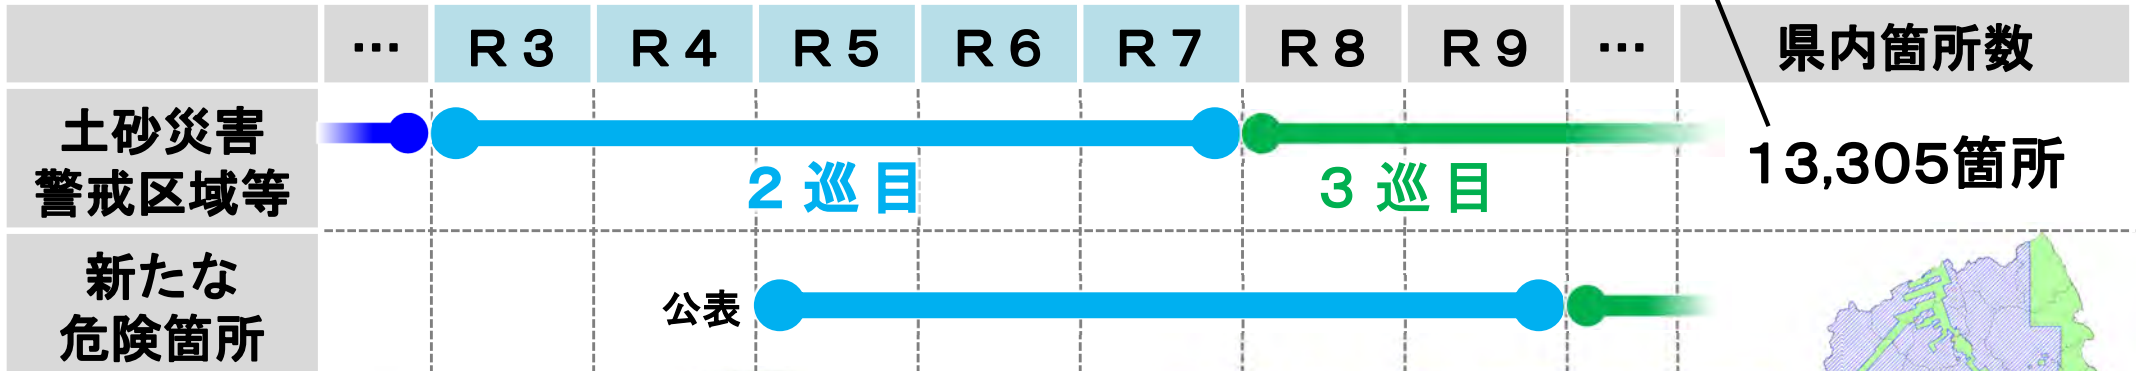 … R3 R4 R5 R6 R7 R8 R9 … 県内箇所数
土砂災害
警戒区域等
2巡目 3巡目
13,305箇所
新たな
危険箇所
公表